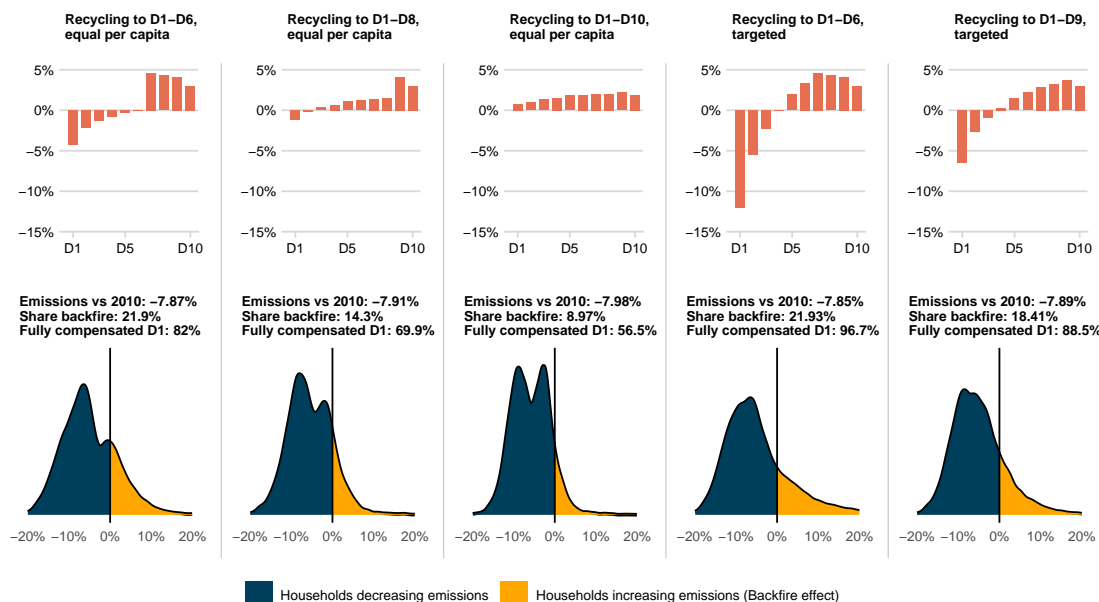 Recycling to D1−D6,
equal per capita
5%
0%
−5%
−10%
−15%
D1 D5 D10
Emissions vs 2010: −7.87%
Share backfire: 21.9%
Fully compensated D1: 82%
−20% −10% 0% 10% 20%
Recycling to D1−D8,
equal per capita
5%
0%
−5%
−10%
−15%
D1 D5 D10
Emissions vs 2010: −7.91%
Share backfire: 14.3%
Fully compensated D1: 69.9%
−20% −10% 0% 10% 20%
Recycling to D1−D10,
equal per capita
5%
0%
−5%
−10%
−15%
D1 D5 D10
Emissions vs 2010: −7.98%
Share backfire: 8.97%
Fully compensated D1: 56.5%
−20% −10% 0% 10% 20%
Recycling to D1−D6,
targeted
5%
0%
−5%
−10%
−15%
D1 D5 D10
Emissions vs 2010: −7.85%
Share backfire: 21.93%
Fully compensated D1: 96.7%
−20% −10% 0% 10% 20%
Recycling to D1−D9,
targeted
5%
0%
−5%
−10%
−15%
D1 D5 D10
Emissions vs 2010: −7.89%
Share backfire: 18.41%
Fully compensated D1: 88.5%
−20% −10% 0% 10% 20%
Households decreasing emissions
Households increasing emissions (Backfire effect)